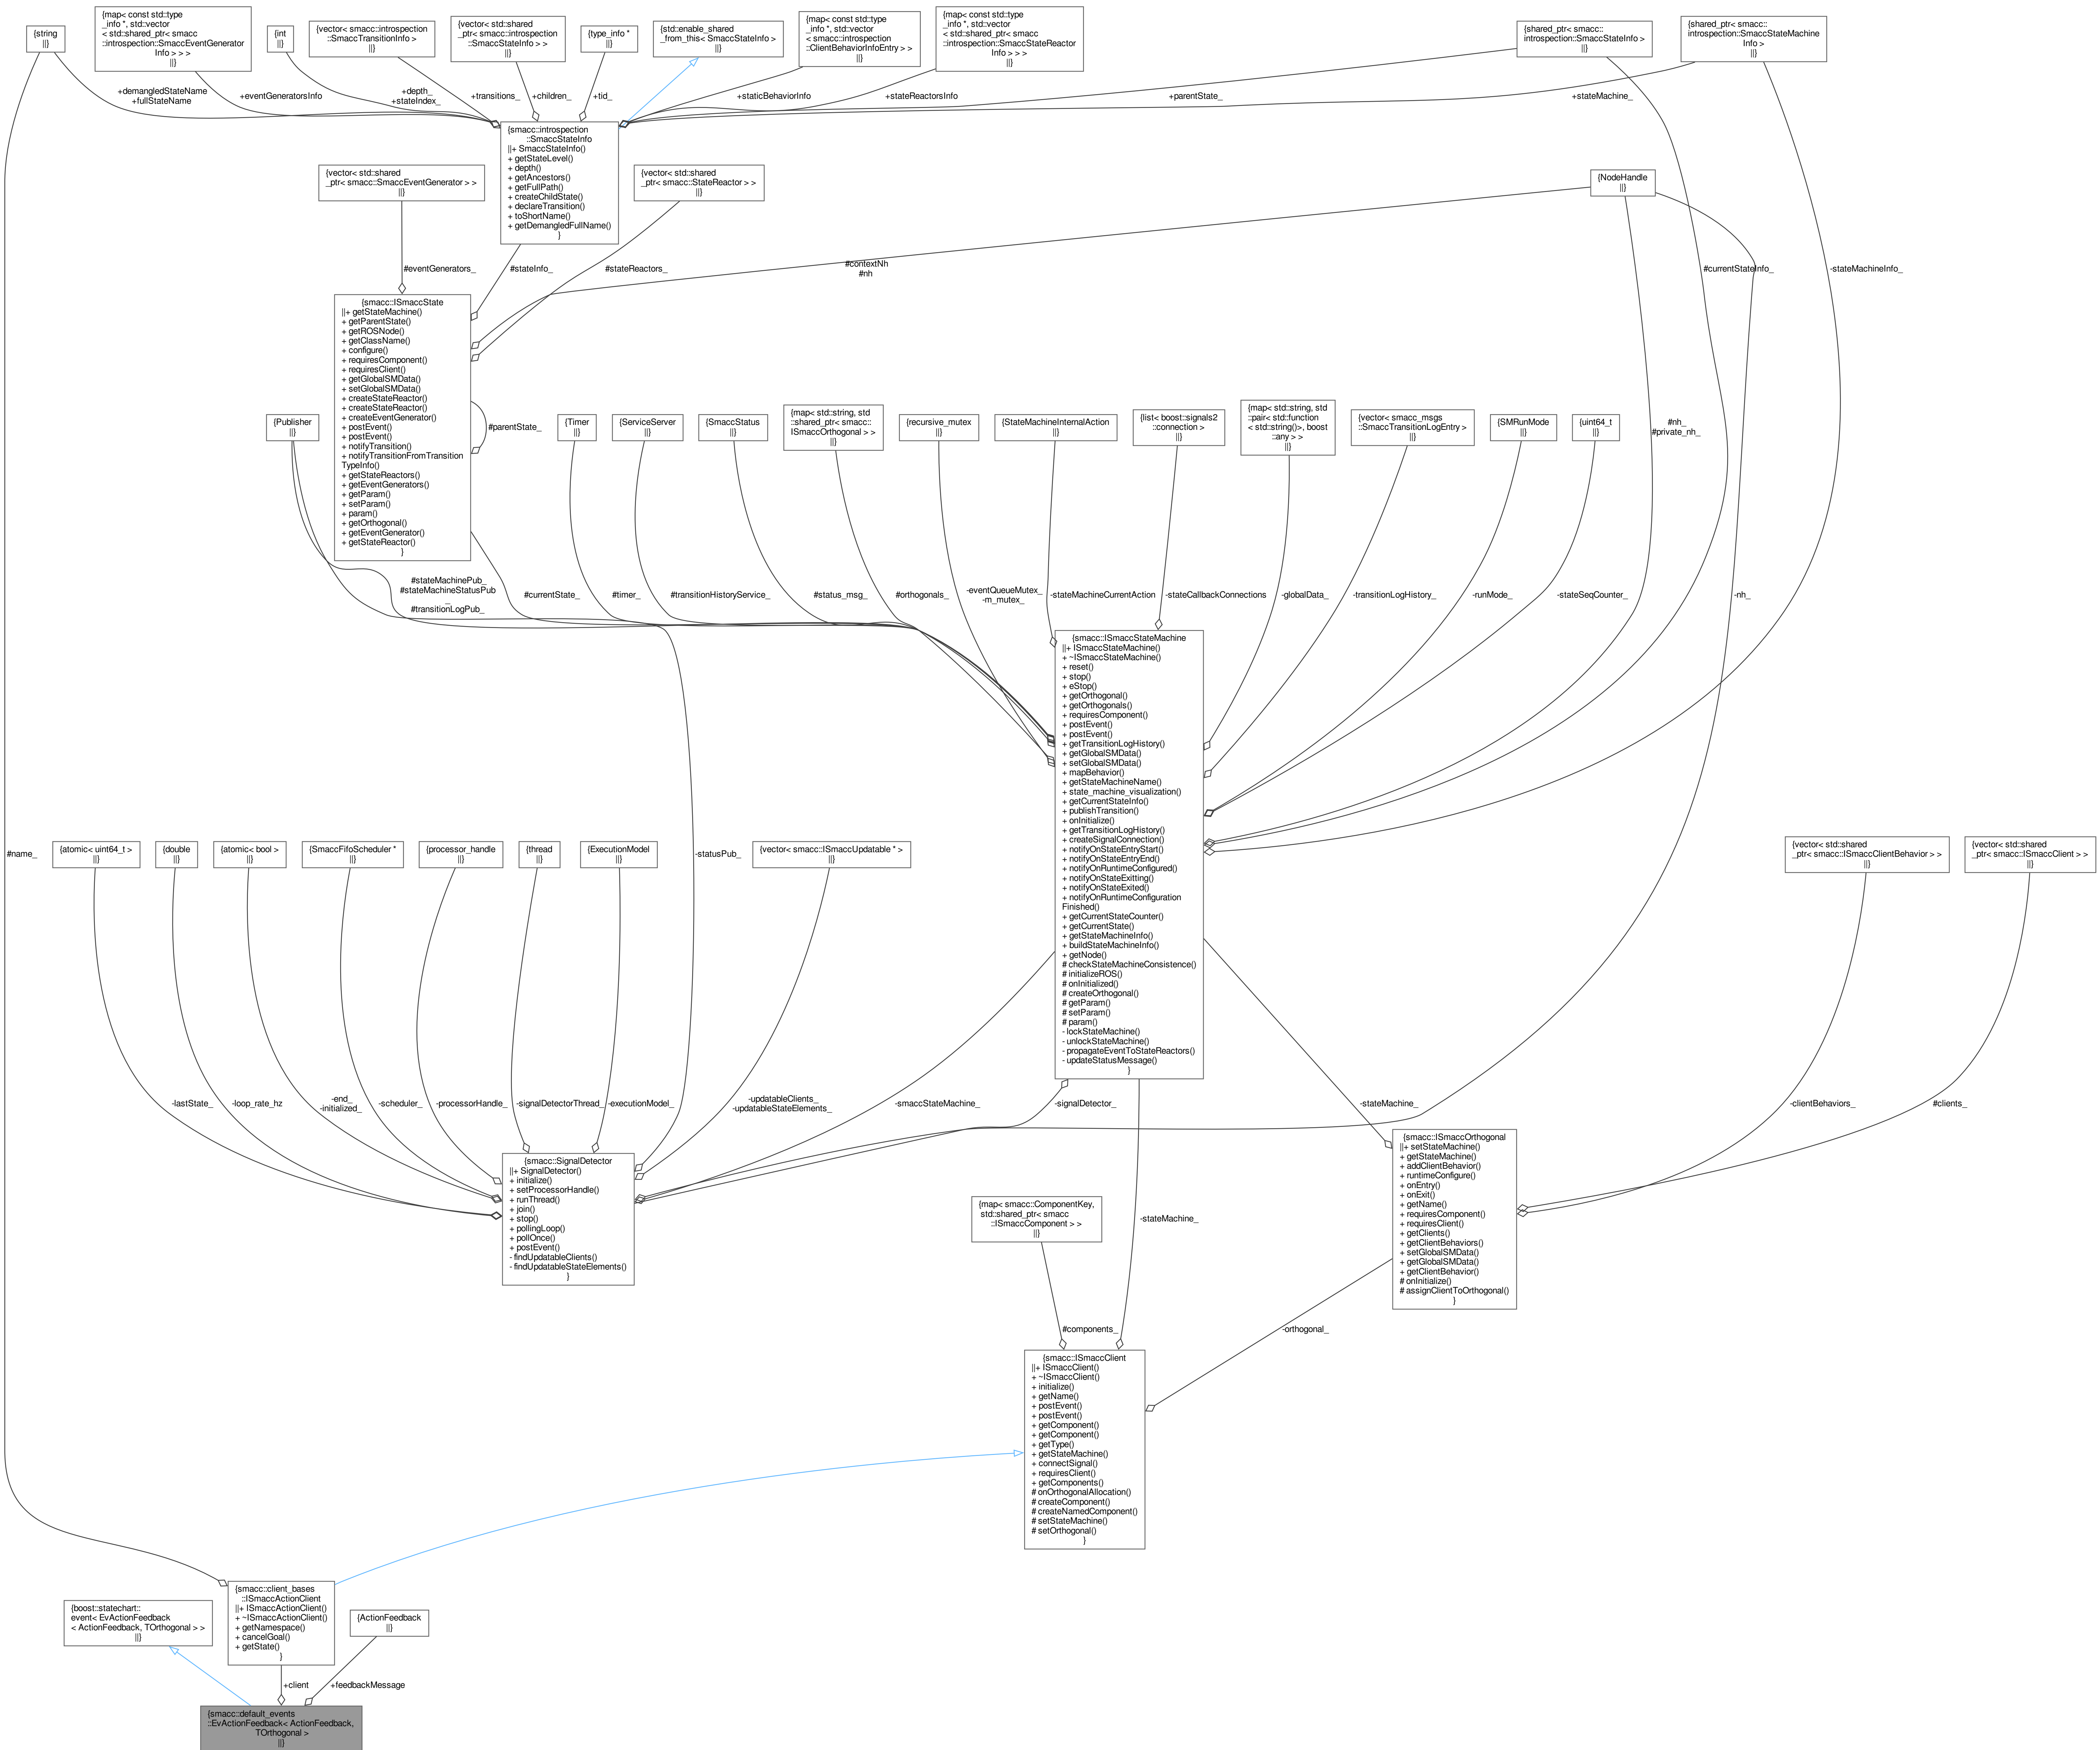 {string
||}
{map< const std::type
_info *, std::vector
< std::shared_ptr< smacc
::introspection::SmaccEventGenerator
Info > > >
||}
{int
||}
{vector< smacc::introspection
::SmaccTransitionInfo >
||}
{vector< std::shared
_ptr< smacc::introspection
::SmaccStateInfo > >
||}
{type_info *
||}
{std::enable_shared
_from_this< SmaccStateInfo >
||}
{map< const std::type
_info *, std::vector
< smacc::introspection
::ClientBehaviorInfoEntry > >
||}
{map< const std::type
_info *, std::vector
< std::shared_ptr< smacc
::introspection::SmaccStateReactor
Info > > >
||}
{shared_ptr< smacc::
introspection::SmaccStateInfo >
||}
{shared_ptr< smacc::
introspection::SmaccStateMachine
Info >
||}
+demangledStateName
+fullStateName
+eventGeneratorsInfo
+depth_
+stateIndex_
+transitions_
+children_
+tid_
+staticBehaviorInfo
+stateReactorsInfo
+parentState_
+stateMachine_
{smacc::introspection
::SmaccStateInfo
||+ SmaccStateInfo()
+ getStateLevel()
+ depth()
+ getAncestors()
+ getFullPath()
+ createChildState()
+ declareTransition()
+ toShortName()
+ getDemangledFullName()
}
{vector< std::shared
_ptr< smacc::SmaccEventGenerator > >
||}
{vector< std::shared
_ptr< smacc::StateReactor > >
||}
{NodeHandle
||}
#eventGenerators_
#stateInfo_
#stateReactors_
#contextNh
#nh
#currentStateInfo_
-stateMachineInfo_
{smacc::ISmaccState
||+ getStateMachine()
+ getParentState()
+ getROSNode()
+ getClassName()
+ configure()
+ requiresComponent()
+ requiresClient()
+ getGlobalSMData()
+ setGlobalSMData()
+ createStateReactor()
+ createStateReactor()
+ createEventGenerator()
+ postEvent()
+ postEvent()
+ notifyTransition()
+ notifyTransitionFromTransition
TypeInfo()
+ getStateReactors()
+ getEventGenerators()
+ getParam()
+ setParam()
+ param()
+ getOrthogonal()
+ getEventGenerator()
+ getStateReactor()
}
#parentState_
{Publisher
||}
{Timer
||}
{ServiceServer
||}
{SmaccStatus
||}
{map< std::string, std
::shared_ptr< smacc::
ISmaccOrthogonal > >
||}
{recursive_mutex
||}
{StateMachineInternalAction
||}
{list< boost::signals2
::connection >
||}
{map< std::string, std
::pair< std::function
< std::string()>, boost
::any > >
||}
{vector< smacc_msgs
::SmaccTransitionLogEntry >
||}
{SMRunMode
||}
{uint64_t
||}
#nh_
#private_nh_
#stateMachinePub_
#stateMachineStatusPub
_
#transitionLogPub_
#currentState_
#timer_
#transitionHistoryService_
#status_msg_
#orthogonals_
-eventQueueMutex_
-m_mutex_
-stateMachineCurrentAction
-stateCallbackConnections
-globalData_
-transitionLogHistory_
-runMode_
-stateSeqCounter_
-nh_
{smacc::ISmaccStateMachine
||+ ISmaccStateMachine()
+ ~ISmaccStateMachine()
+ reset()
+ stop()
+ eStop()
+ getOrthogonal()
+ getOrthogonals()
+ requiresComponent()
+ postEvent()
+ postEvent()
+ getTransitionLogHistory()
+ getGlobalSMData()
+ setGlobalSMData()
+ mapBehavior()
+ getStateMachineName()
+ state_machine_visualization()
+ getCurrentStateInfo()
+ publishTransition()
+ onInitialize()
+ getTransitionLogHistory()
+ createSignalConnection()
+ notifyOnStateEntryStart()
+ notifyOnStateEntryEnd()
+ notifyOnRuntimeConfigured()
+ notifyOnStateExitting()
+ notifyOnStateExited()
+ notifyOnRuntimeConfiguration
Finished()
+ getCurrentStateCounter()
+ getCurrentState()
+ getStateMachineInfo()
+ buildStateMachineInfo()
+ getNode()
# checkStateMachineConsistence()
# initializeROS()
# onInitialized()
# createOrthogonal()
# getParam()
# setParam()
# param()
- lockStateMachine()
- unlockStateMachine()
- propagateEventToStateReactors()
- updateStatusMessage()
}
#name_
{atomic< uint64_t >
||}
{double
||}
{atomic< bool >
||}
{SmaccFifoScheduler *
||}
{processor_handle
||}
{thread
||}
{ExecutionModel
||}
-statusPub_
{vector< smacc::ISmaccUpdatable * >
||}
{vector< std::shared
_ptr< smacc::ISmaccClientBehavior > >
||}
{vector< std::shared
_ptr< smacc::ISmaccClient > >
||}
-lastState_
-loop_rate_hz
-end_
-initialized_
-scheduler_
-processorHandle_
-signalDetectorThread_
-executionModel_
-updatableClients_
-updatableStateElements_
-smaccStateMachine_
-signalDetector_
-stateMachine_
-clientBehaviors_
#clients_
{smacc::SignalDetector
||+ SignalDetector()
+ initialize()
+ setProcessorHandle()
+ runThread()
+ join()
+ stop()
+ pollingLoop()
+ pollOnce()
+ postEvent()
- findUpdatableClients()
- findUpdatableStateElements()
}
{smacc::ISmaccOrthogonal
||+ setStateMachine()
+ getStateMachine()
+ addClientBehavior()
+ runtimeConfigure()
+ onEntry()
+ onExit()
+ getName()
+ requiresComponent()
+ requiresClient()
+ getClients()
+ getClientBehaviors()
+ setGlobalSMData()
+ getGlobalSMData()
+ getClientBehavior()
# onInitialize()
# assignClientToOrthogonal()
}
{map< smacc::ComponentKey,
std::shared_ptr< smacc
::ISmaccComponent > >
||}
-stateMachine_
#components_
-orthogonal_
{smacc::ISmaccClient
||+ ISmaccClient()
+ ~ISmaccClient()
+ initialize()
+ getName()
+ postEvent()
+ postEvent()
+ getComponent()
+ getComponent()
+ getType()
+ getStateMachine()
+ connectSignal()
+ requiresClient()
+ getComponents()
# onOrthogonalAllocation()
# createComponent()
# createNamedComponent()
# setStateMachine()
# setOrthogonal()
}
{boost::statechart::
event< EvActionFeedback
< ActionFeedback, TOrthogonal > >
||}
{smacc::client_bases
::ISmaccActionClient
||+ ISmaccActionClient()
+ ~ISmaccActionClient()
+ getNamespace()
+ cancelGoal()
+ getState()
}
{ActionFeedback
||}
+client
+feedbackMessage
{smacc::default_events
::EvActionFeedback< ActionFeedback,
TOrthogonal >
||}